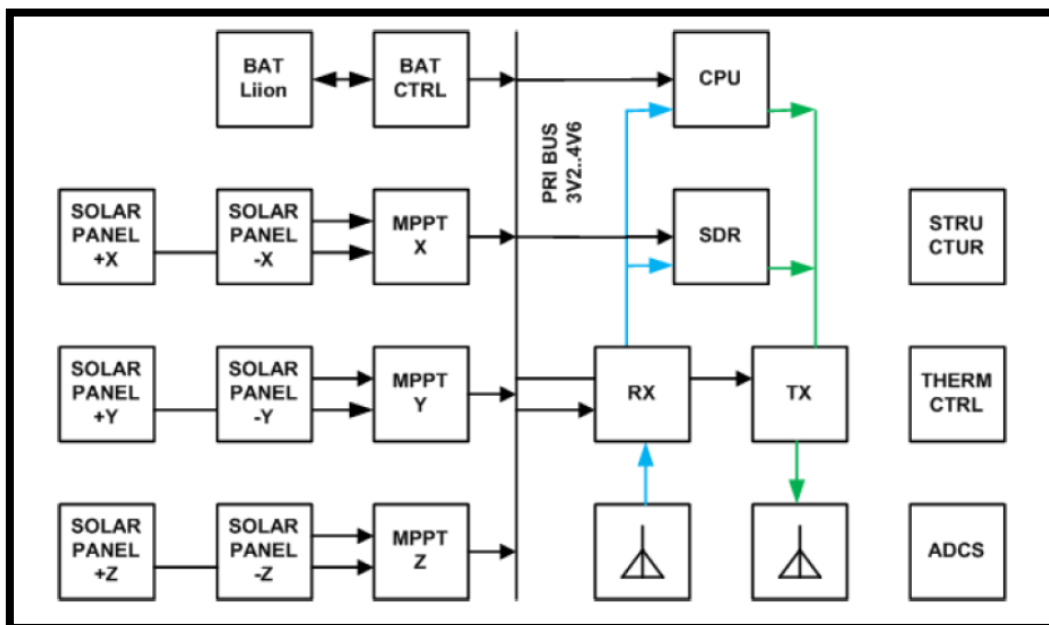 BAT
Liion
BAT
CTRL
CPU
PRI BUS
3V2..4V6
SOLAR
PANEL
+X
SOLAR
PANEL
-X
MPPT
X
SDR
STRU
CTUR
SOLAR
PANEL
+Y
SOLAR
PANEL
-Y
MPPT
Y
RX
TX
THERM
CTRL
SOLAR
PANEL
+Z
SOLAR
PANEL
-Z
MPPT
Z
ADCS